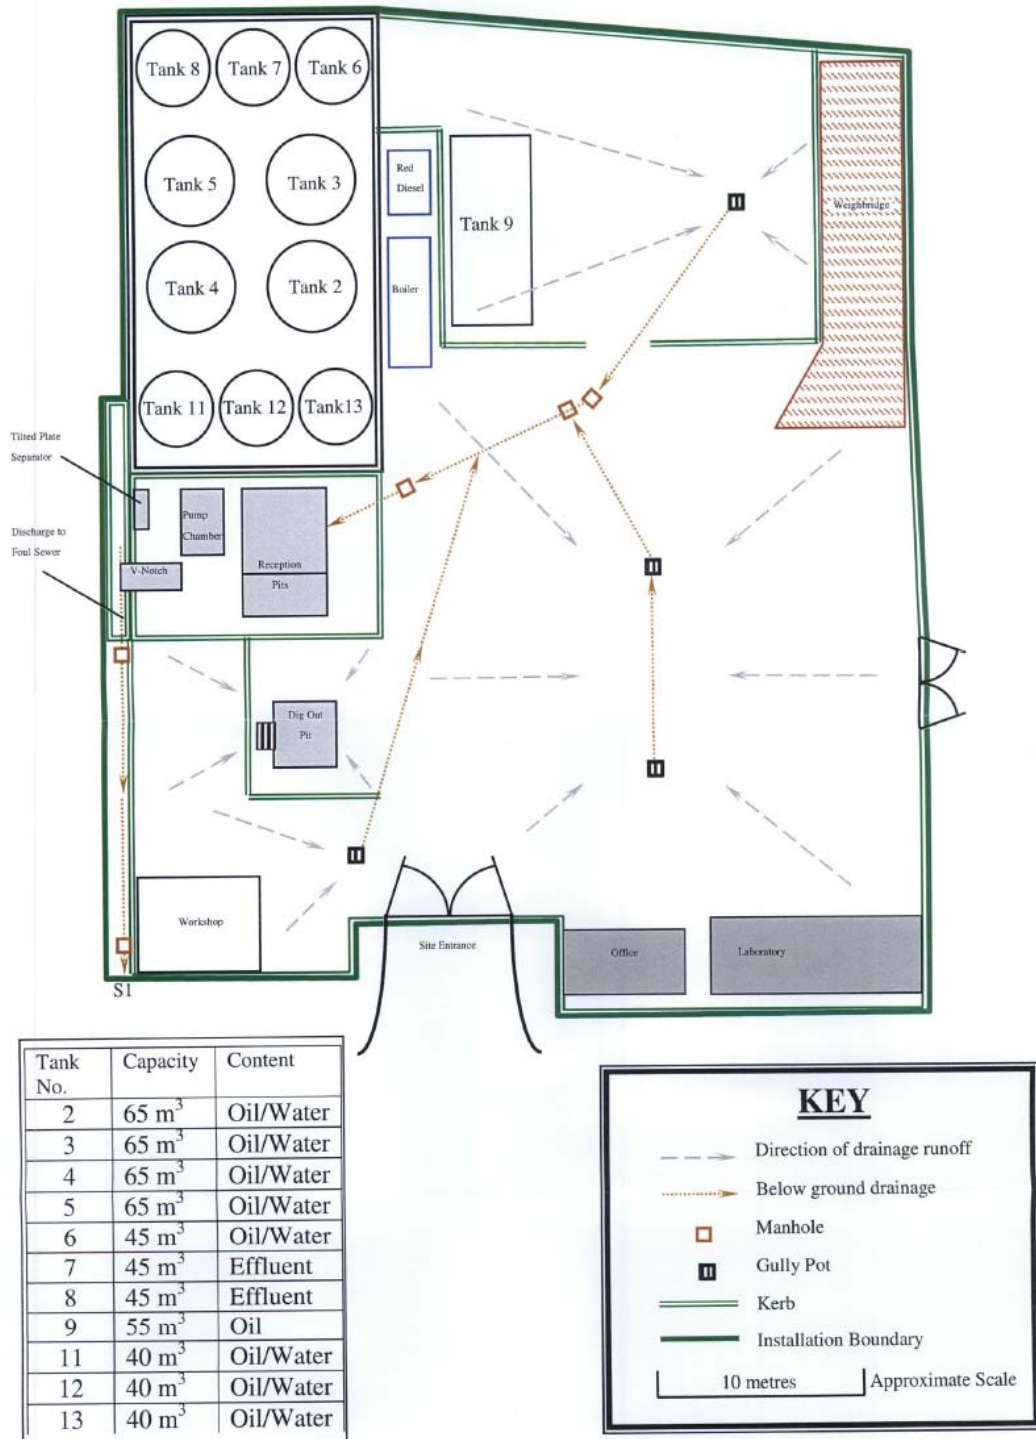 Tank 8
Tank 7
Tank 6
Tank 5
Tank 3
Red
Diesel
Tank 9
Weighbridge
Tank 4
Tank 2
Boiler
Tank 11
Tank 12
Tank13
Tilted Plate
Separator
Pump
Chamber
Discharge to
Foul Sewer
Reception
V-Notch
Pits
Dig Out
Pit
Workshop
Site Entrance
Office
Laboratory
S1
Tank No. Capacity Content
2 65 m³ Oil/Water
3 65 m³ Oil/Water
4 65 m³ Oil/Water
5 65 m³ Oil/Water
6 45 m³ Oil/Water
7 45 m³ Effluent
8 45 m³ Effluent
9 55 m³ Oil
11 40 m³ Oil/Water
12 40 m³ Oil/Water
13 40 m³ Oil/Water
KEY
Direction of drainage runoff
Below ground drainage
Manhole
Gully Pot
Kerb
Installation Boundary
10 metres Approximate Scale